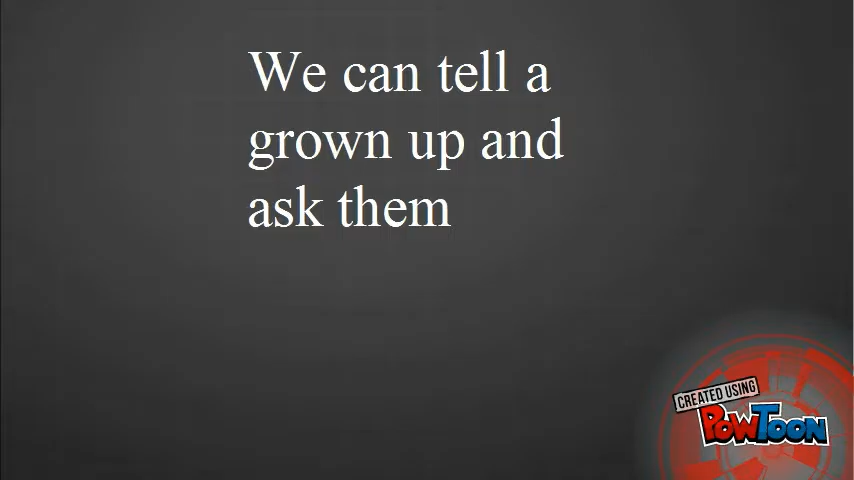 We can tell a
grown up and
ask them
CREATED USING
POWTOON